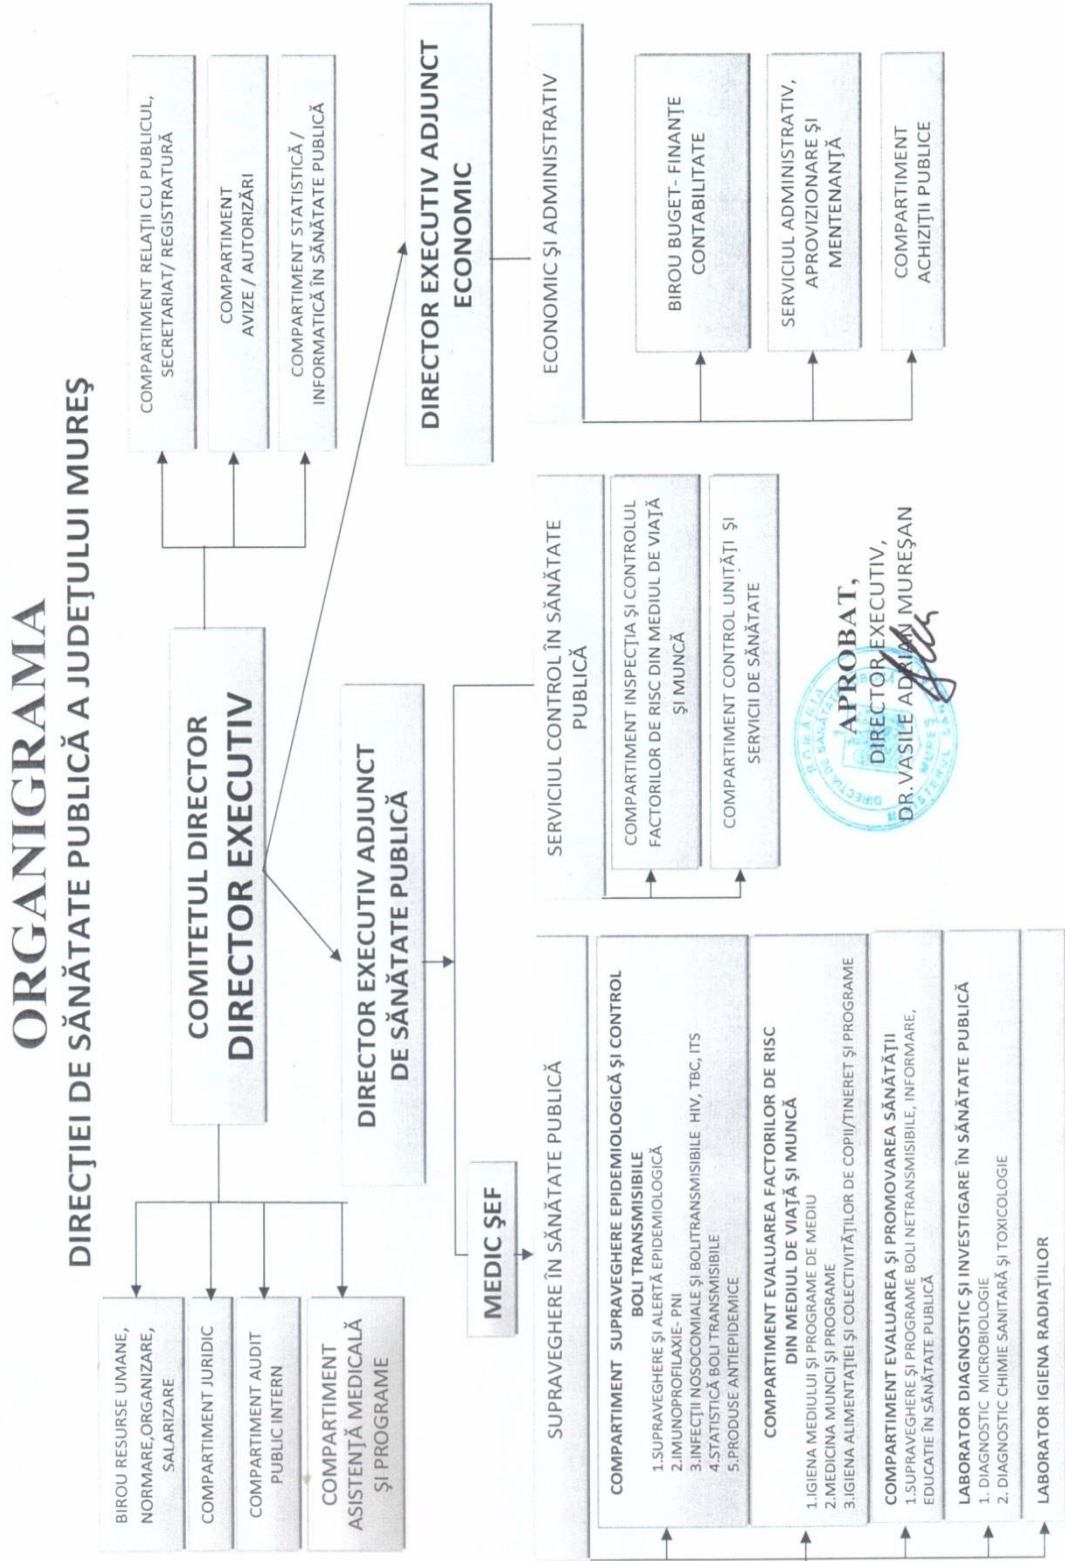 ORGANIGRAMA
DIRECŢIEI DE SĂNĂTATE PUBLICĂ A JUDEŢULUI MUREŞ
COMITETUL DIRECTOR
DIRECTOR EXECUTIV
BIROU RESURSE UMANE,
NORMARE,ORGANIZARE,
SALARIZARE
COMPARTIMENT JURIDIC
COMPARTIMENT AUDIT
PUBLIC INTERN
COMPARTIMENT
ASISTENŢĂ MEDICALĂ
ŞI PROGRAME
COMPARTIMENT RELAŢII CU PUBLICUL,
SECRETARIAT/ REGISTRATURĂ
COMPARTIMENT
AVIZE / AUTORIZĂRI
COMPARTIMENT STATISTICĂ /
INFORMATICĂ ÎN SĂNĂTATE PUBLICĂ
DIRECTOR EXECUTIV ADJUNCT
DE SĂNĂTATE PUBLICĂ
DIRECTOR EXECUTIV ADJUNCT
ECONOMIC
MEDIC ŞEF
SUPRAVEGHERE ÎN SĂNĂTATE PUBLICĂ
COMPARTIMENT SUPRAVEGHERE EPIDEMIOLOGICĂ ŞI CONTROL
BOLI TRANSMISIBILE
1.SUPRAVEGHERE ŞI ALERTĂ EPIDEMIOLOGICĂ
2.IMUNOPROFILAXIE- PNI
3.INFECŢII NOSOCOMIALE ŞI BOLITRANSMISIBILE HIV, TBC, ITS
4.STATISTICĂ BOLI TRANSMISIBILE
5.PRODUSE ANTIEPIDEMICE
COMPARTIMENT EVALUAREA FACTORILOR DE RISC
DIN MEDIUL DE VIAŢĂ ŞI MUNCĂ
1.IGIENA MEDIULUI ŞI PROGRAME DE MEDIU
2.MEDICINA MUNCII ŞI PROGRAME
3.IGIENA ALIMENTAŢIEI ŞI COLECTIVITĂŢILOR DE COPII/TINERET ŞI PROGRAME
COMPARTIMENT EVALUAREA ŞI PROMOVAREA SĂNĂTĂŢII
1.SUPRAVEGHERE ŞI PROGRAME BOLI NETRANSMISIBILE, INFORMARE,
EDUCATIE ÎN SĂNĂTATE PUBLICĂ
LABORATOR DIAGNOSTIC ŞI INVESTIGARE ÎN SĂNĂTATE PUBLICĂ
1. DIAGNOSTIC MICROBIOLOGIE
2. DIAGNOSTIC CHIMIE SANITARĂ ŞI TOXICOLOGIE
LABORATOR IGIENA RADIAŢIILOR
SERVICIUL CONTROL ÎN SĂNĂTATE
PUBLICĂ
COMPARTIMENT INSPECŢIA ŞI CONTROLUL
FACTORILOR DE RISC DIN MEDIUL DE VIAŢĂ
ŞI MUNCĂ
COMPARTIMENT CONTROL UNITĂŢI ŞI
SERVICII DE SĂNĂTATE
ECONOMIC ŞI ADMINISTRATIV
BIROU BUGET- FINANŢE
CONTABILITATE
SERVICIUL ADMINISTRATIV,
APROVIZIONARE ŞI
MENTENANŢĂ
COMPARTIMENT
ACHIZIŢII PUBLICE
APROBAT,
DIRECTOR EXECUTIV,
DR.VASILE ADRIAN MUREŞAN
ROMANIA
DIRECŢIA DE SĂNĂTATE
MUREŞ